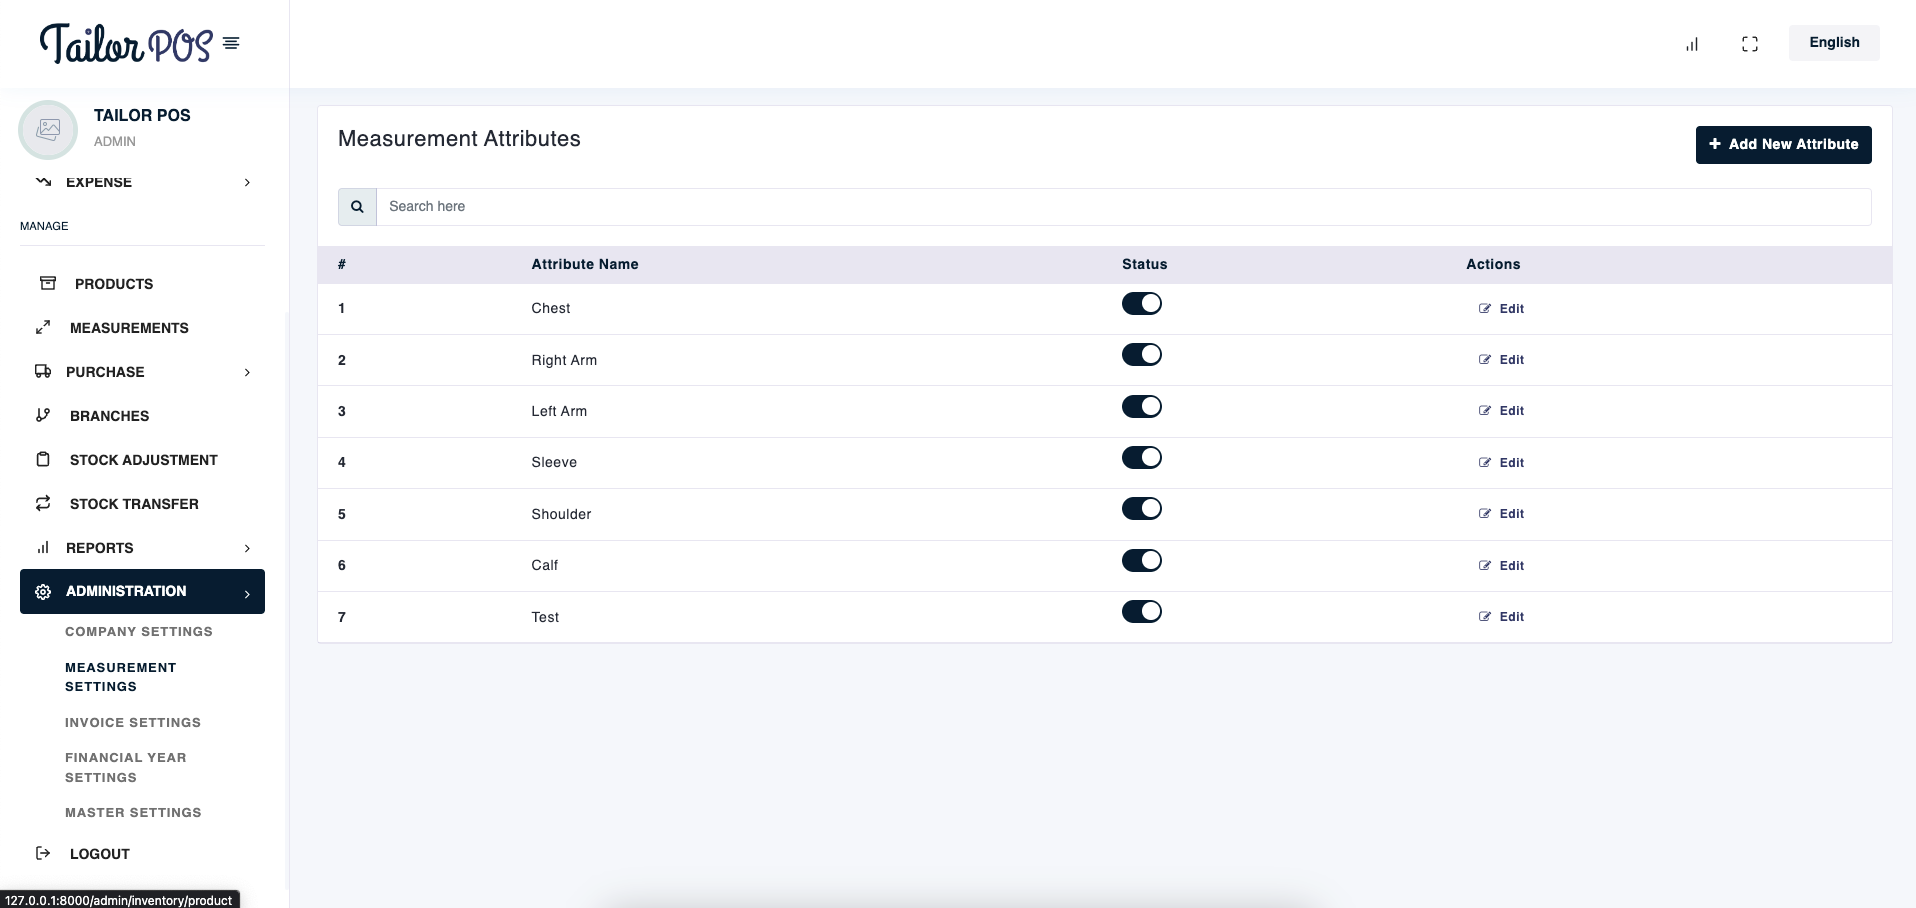 Tailor POS
English
TAILOR POS
ADMIN
EXPENSE
MANAGE
PRODUCTS
MEASUREMENTS
PURCHASE
BRANCHES
STOCK ADJUSTMENT
STOCK TRANSFER
REPORTS
ADMINISTRATION
COMPANY SETTINGS
MEASUREMENT
SETTINGS
INVOICE SETTINGS
FINANCIAL YEAR
SETTINGS
MASTER SETTINGS
LOGOUT
127.0.0.1:8000/admin/inventory/product
Measurement Attributes
+ Add New Attribute
Search here
# Attribute Name Status Actions
1 Chest Edit
2 Right Arm Edit
3 Left Arm Edit
4 Sleeve Edit
5 Shoulder Edit
6 Calf Edit
7 Test Edit